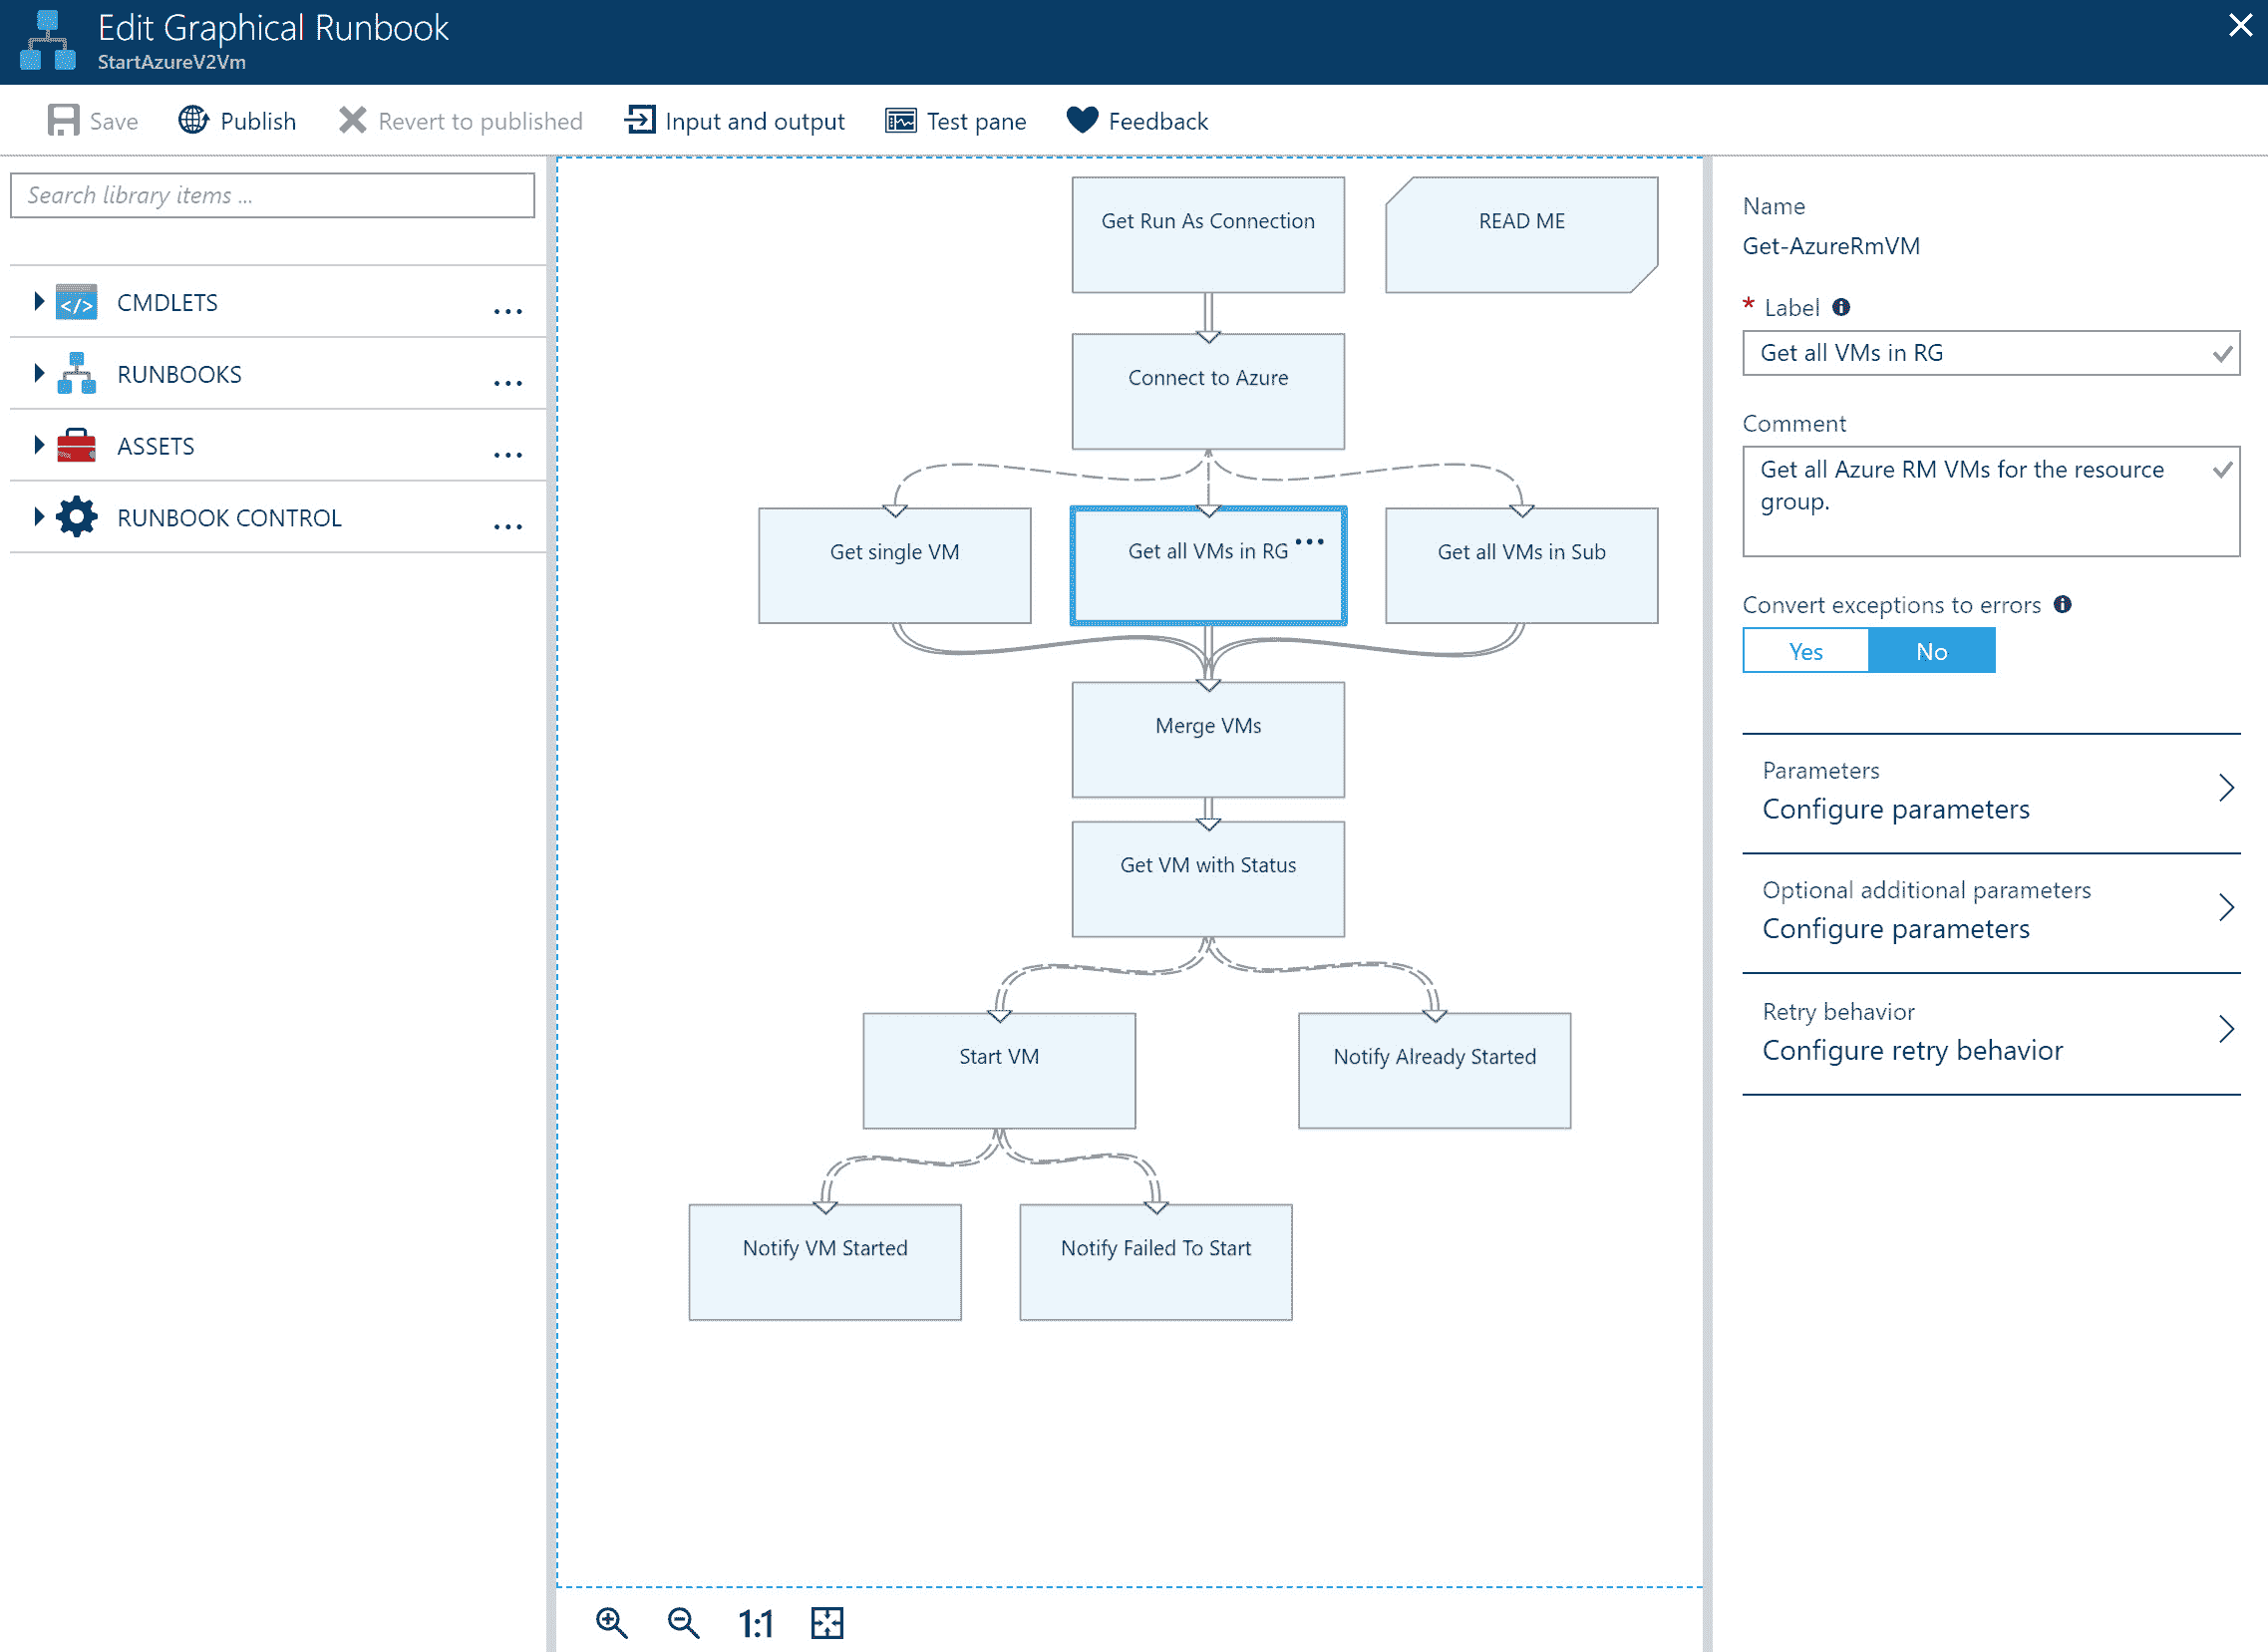 Edit Graphical Runbook
StartAzureV2Vm
Save
Publish
Revert to published
Input and output
Test pane
Feedback
Search library items ...
CMDLETS
RUNBOOKS
ASSETS
RUNBOOK CONTROL
Get Run As Connection
READ ME
Connect to Azure
Get single VM
Get all VMs in RG
Get all VMs in Sub
Merge VMs
Get VM with Status
Start VM
Notify Already Started
Notify VM Started
Notify Failed To Start
1:1
Name
Get-AzureRmVM
* Label
Get all VMs in RG
Comment
Get all Azure RM VMs for the resource
group.
Convert exceptions to errors
Yes
No
Parameters
Configure parameters
Optional additional parameters
Configure parameters
Retry behavior
Configure retry behavior